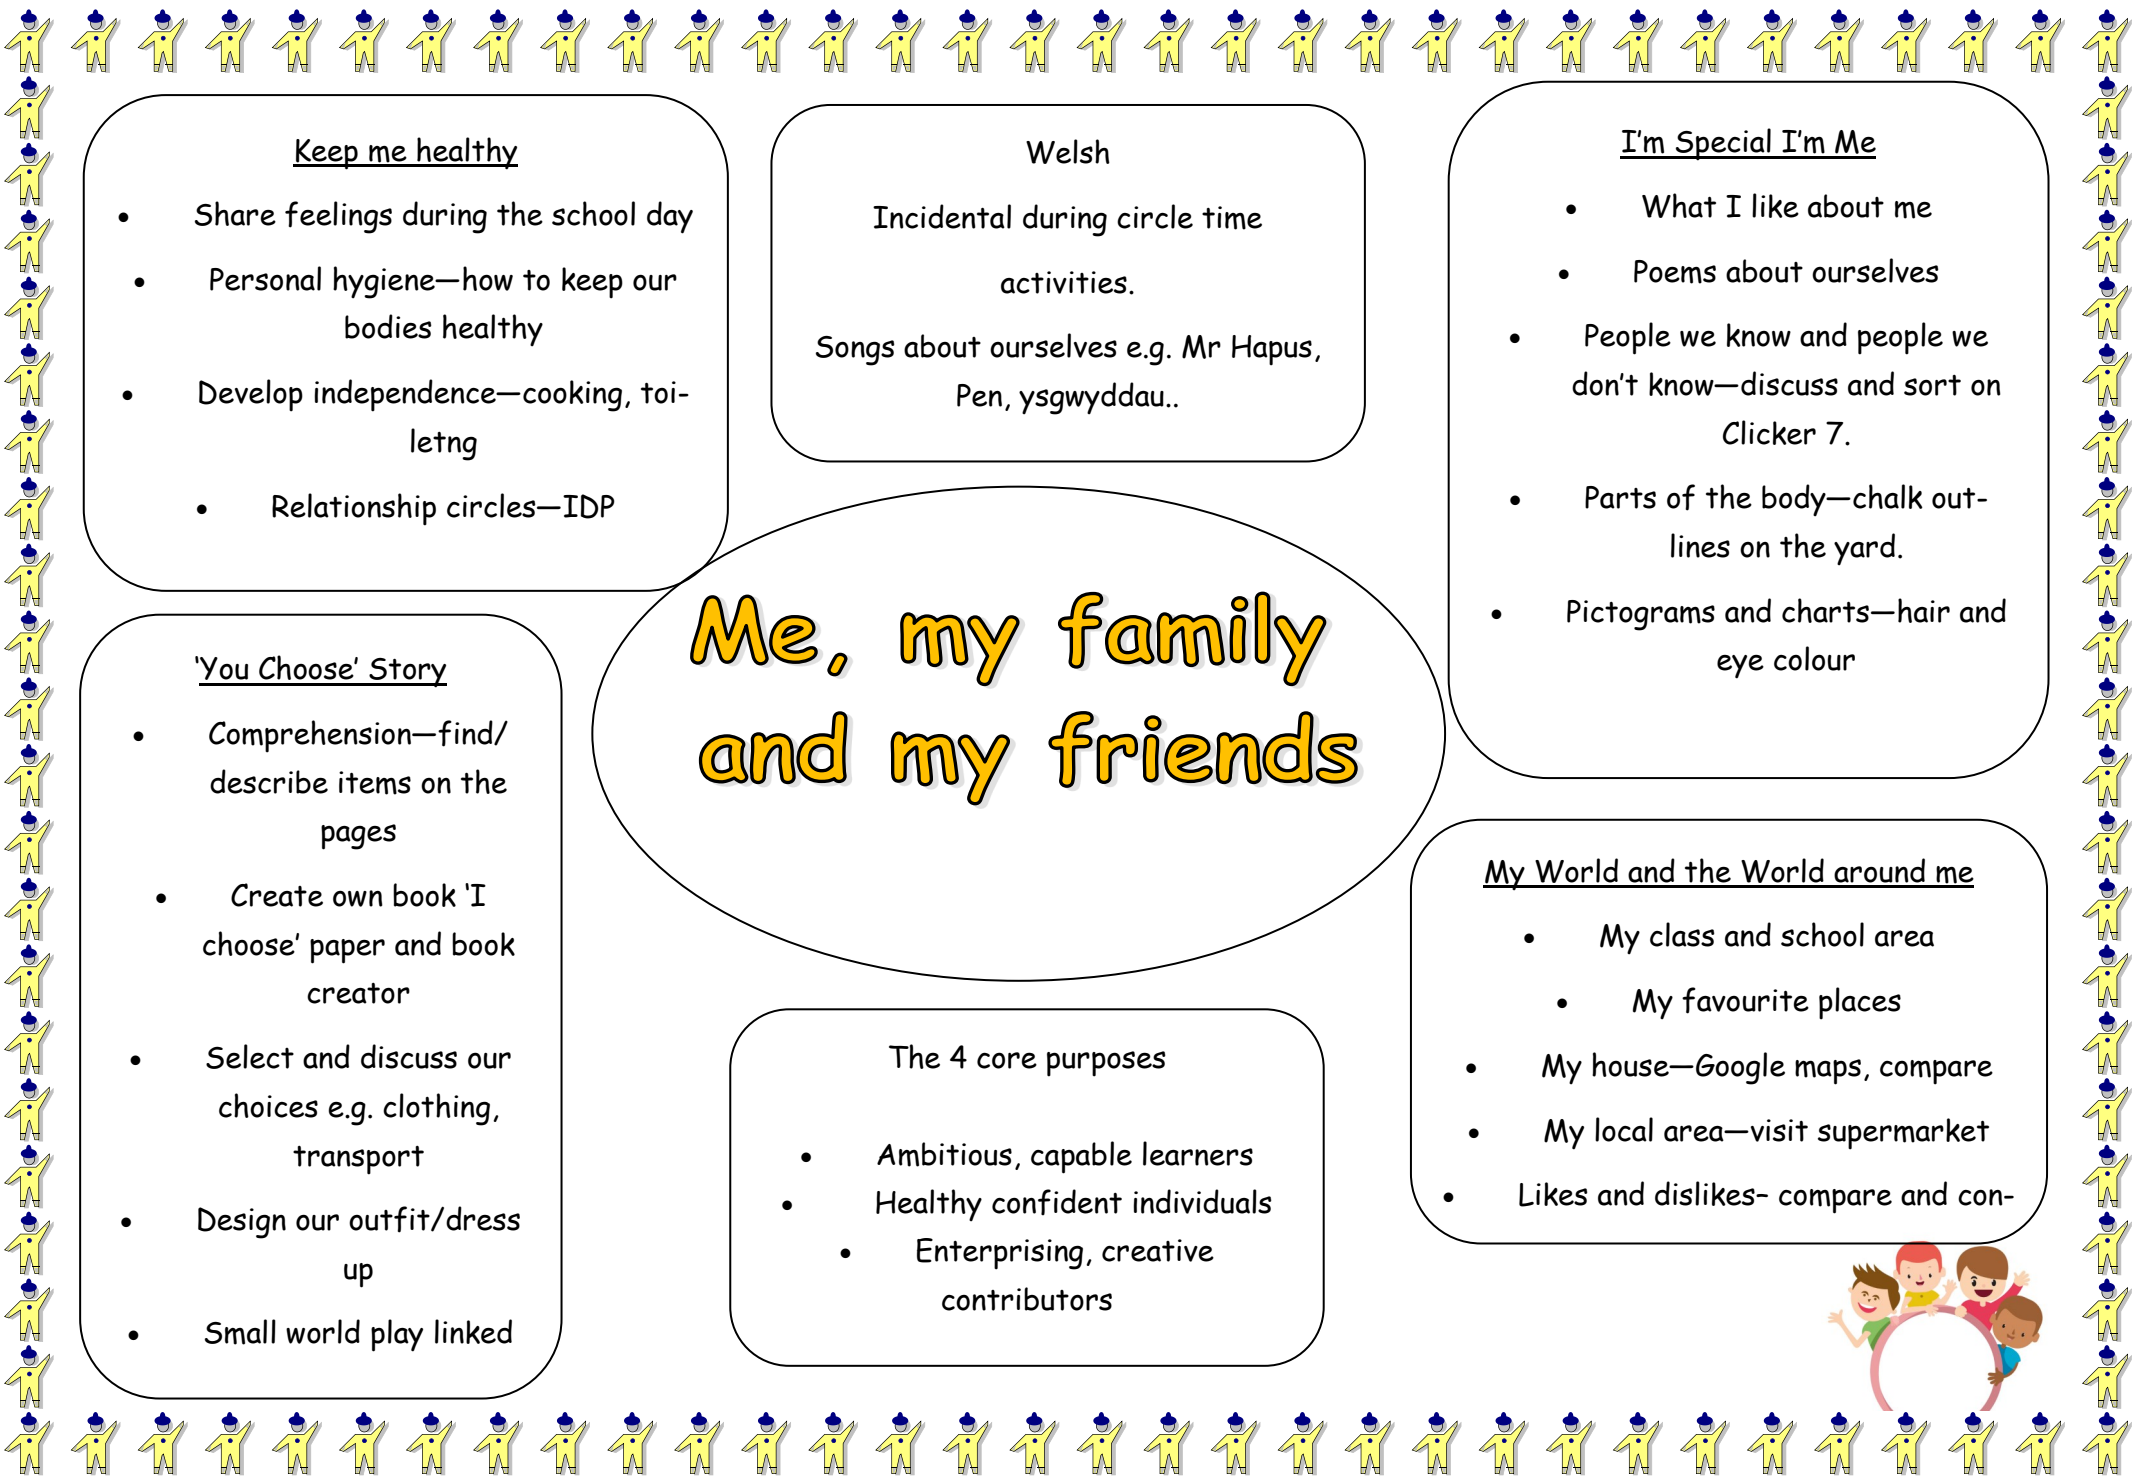 Keep me healthy
• Share feelings during the school day
• Personal hygiene—how to keep our
bodies healthy
• Develop independence—cooking, toi-
letng
• Relationship circles—IDP
Welsh
Incidental during circle time
activities.
Songs about ourselves e.g. Mr Hapus,
Pen, ysgwyddau..
I'm Special I'm Me
• What I like about me
• Poems about ourselves
• People we know and people we
don't know—discuss and sort on
Clicker 7.
• Parts of the body—chalk out-
lines on the yard.
• Pictograms and charts—hair and
eye colour
Me, my family
and my friends
'You Choose' Story
• Comprehension—find/
describe items on the
pages
• Create own book 'I
choose' paper and book
creator
• Select and discuss our
choices e.g. clothing,
transport
• Design our outfit/dress
up
• Small world play linked
The 4 core purposes
• Ambitious, capable learners
• Healthy confident individuals
• Enterprising, creative
contributors
My World and the World around me
• My class and school area
• My favourite places
• My house—Google maps, compare
• My local area—visit supermarket
• Likes and dislikes– compare and con-